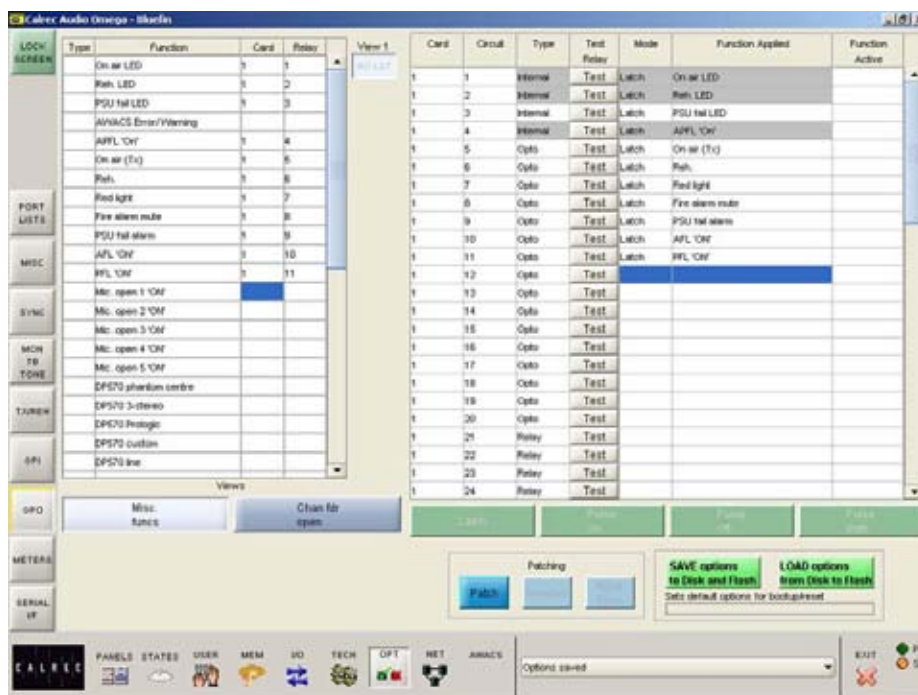 Calrec Audio Omega - Bluefin
LOCK SCREEN
PORT LISTS
MISC
SYNC
MON TO TONE
TX/REH
GPI
GPO
METERS
SERIAL I/F
Type Function Card Relay
On air LED 1 1
Reh. LED 1 2
PSU fail LED 1 3
AWACS Error/Warning
APFL 'On' 1 4
On air (Tx) 1 5
Reh. 1 6
Red light 1 7
Fire alarm mute 1 8
PSU fail alarm 1 9
AFL 'ON' 1 10
PFL 'ON' 1 11
Mic. open 1 'ON'
Mic. open 2 'ON'
Mic. open 3 'ON'
Mic. open 4 'ON'
Mic. open 5 'ON'
DP570 phantom centre
DP570 3-stereo
DP570 Prologic
DP570 custom
DP570 line
Views
Misc. funcs
Chan fdr open
View 1
Card Circuit Type Test Relay Mode Function Applied Function Active
1 1 Internal Test Latch On air LED
1 2 Internal Test Latch Reh. LED
1 3 Internal Test Latch PSU fail LED
1 4 Internal Test Latch APFL 'On'
1 5 Opto Test Latch On air (Tx)
1 6 Opto Test Latch Reh.
1 7 Opto Test Latch Red light
1 8 Opto Test Latch Fire alarm mute
1 9 Opto Test Latch PSU fail alarm
1 10 Opto Test Latch AFL 'ON'
1 11 Opto Test Latch PFL 'ON'
1 12 Opto Test
1 13 Opto Test
1 14 Opto Test
1 15 Opto Test
1 16 Opto Test
1 17 Opto Test
1 18 Opto Test
1 19 Opto Test
1 20 Opto Test
1 21 Relay Test
1 22 Relay Test
1 23 Relay Test
1 24 Relay Test
Latch
Patching
Patch
SAVE options to Disk and Flash
LOAD options from Disk to Flash
Sets default options for bootup/reset
CALREC
PANELS STATES USER MEM I/O TECH OPT NET AWACS
Options saved
EXIT